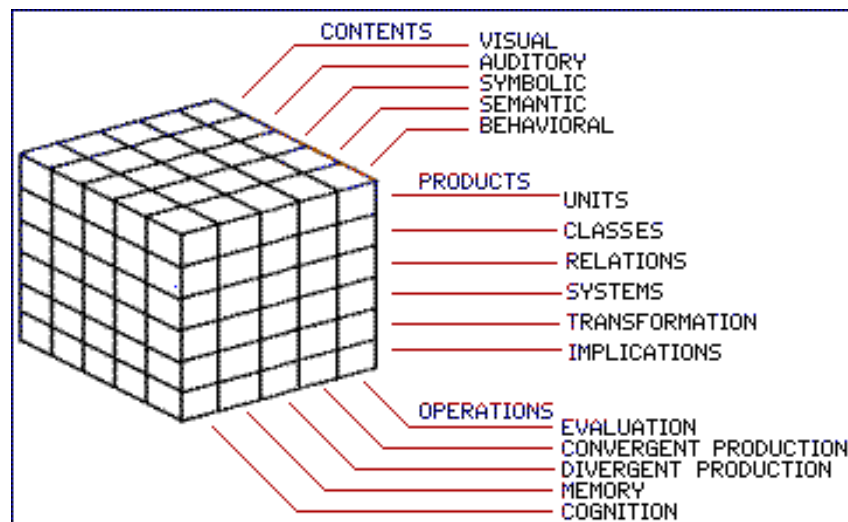 CONTENTS
VISUAL
AUDITORY
SYMBOLIC
SEMANTIC
BEHAVIORAL
PRODUCTS
UNITS
CLASSES
RELATIONS
SYSTEMS
TRANSFORMATION
IMPLICATIONS
OPERATIONS
EVALUATION
CONVERGENT PRODUCTION
DIVERGENT PRODUCTION
MEMORY
COGNITION